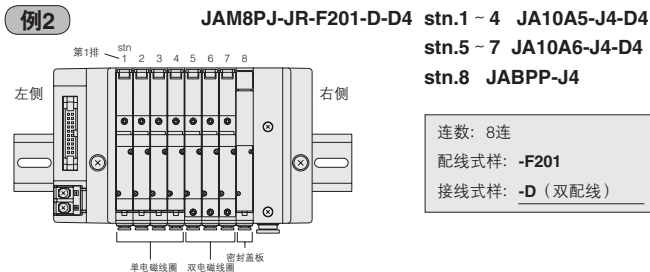 例2
JAM8PJ-JR-F201-D-D4 stn.1~4 JA10A5-J4-D4
stn.5~7 JA10A6-J4-D4
stn.8 JABPP-J4
第1排
stn
1 2 3 4 5 6 7 8
左侧
右侧
连数: 8连
配线式样: -F201
接线式样: -D（双配线）
单电磁线圈
双电磁线圈
密封盖板